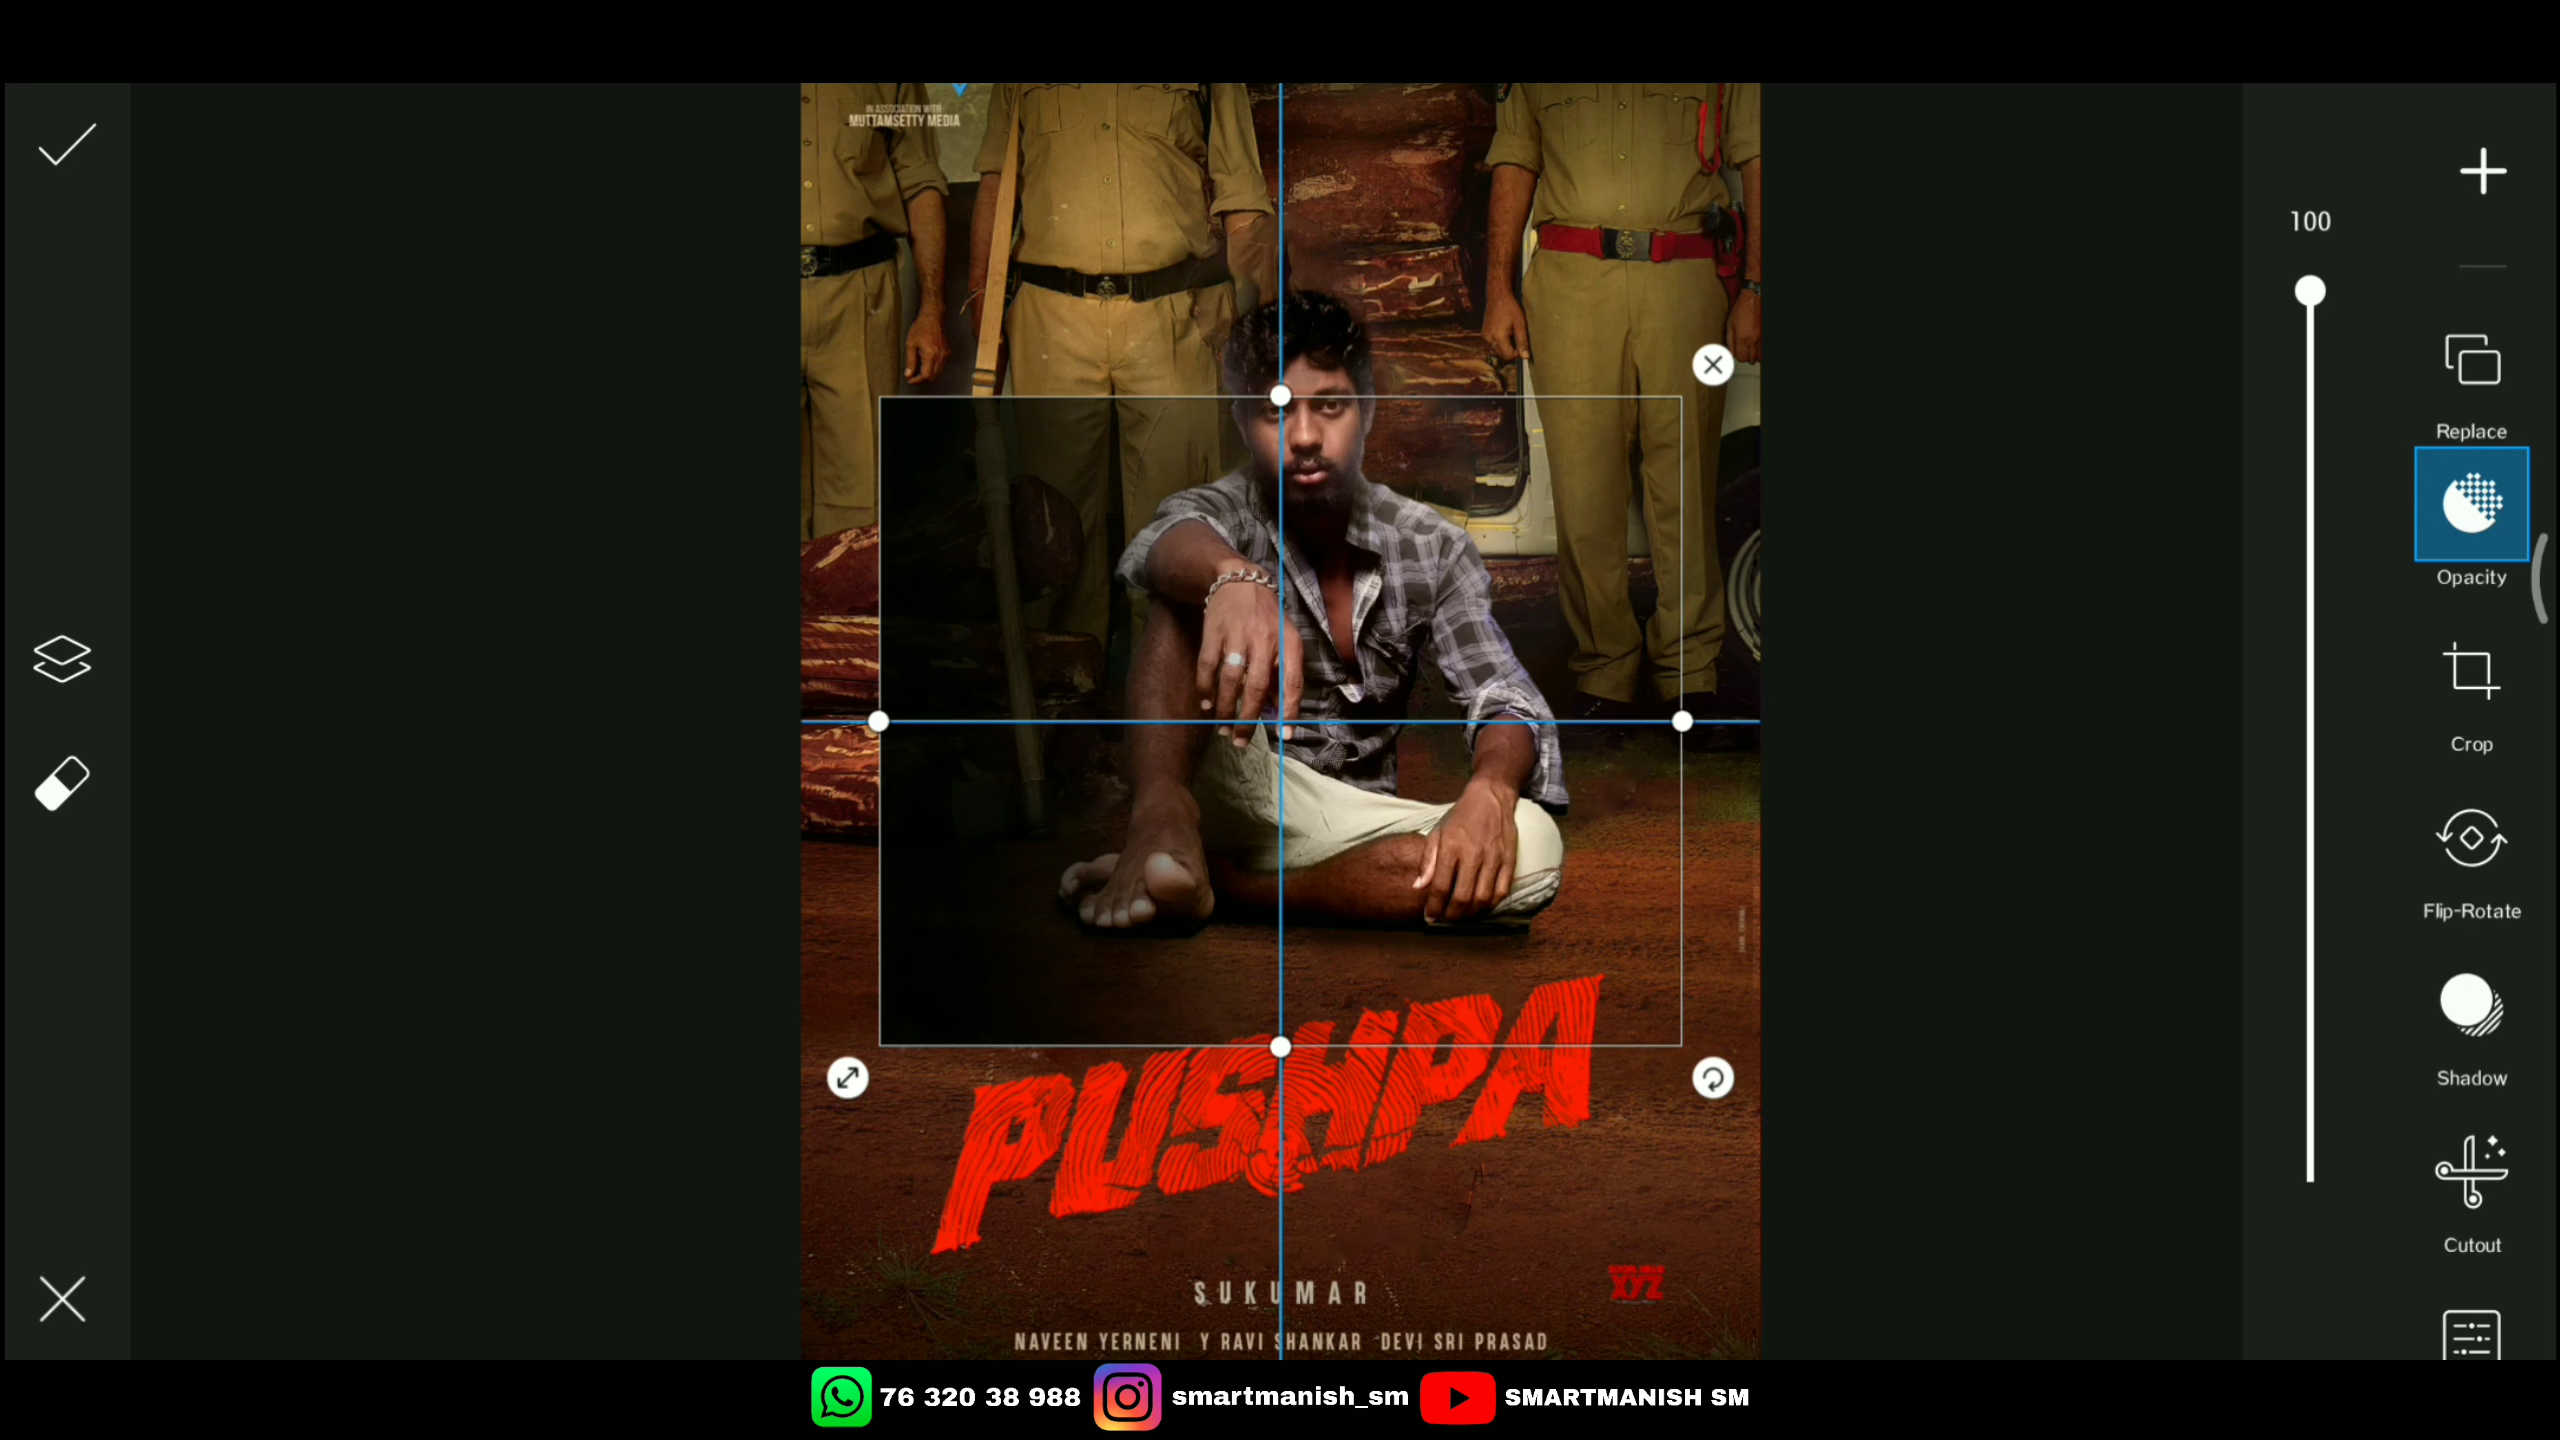 IN ASSOCIATION WITH
MUTTAMSETTY MEDIA
100
Replace
Opacity
Crop
Flip-Rotate
Shadow
Cutout
PUSHPA
SUKUMAR
XYZ
NAVEEN YERNENI Y RAVI SHANKAR DEVI SRI PRASAD
76 320 38 988 smartmanish_sm SMARTMANISH SM